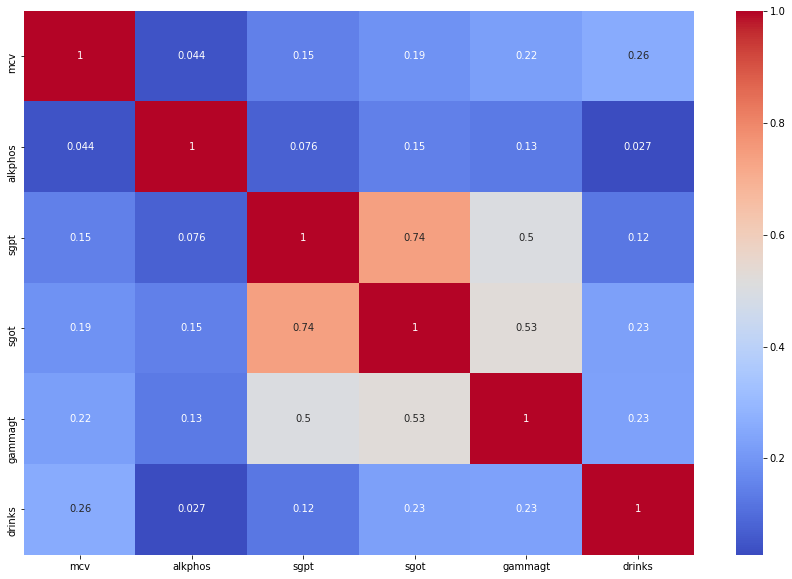 mcv 1 0.044 0.15 0.19 0.22 0.26
alkphos 0.044 1 0.076 0.15 0.13 0.027
sgpt 0.15 0.076 1 0.74 0.5 0.12
sgot 0.19 0.15 0.74 1 0.53 0.23
gammagt 0.22 0.13 0.5 0.53 1 0.23
drinks 0.26 0.027 0.12 0.23 0.23 1
mcv alkphos sgpt sgot gammagt drinks
1.0
0.8
0.6
0.4
0.2